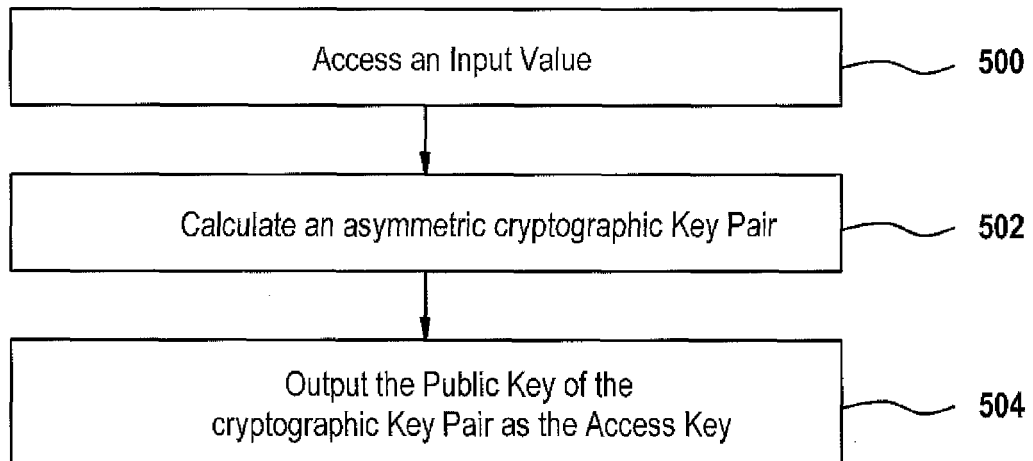 Access an Input Value
500
Calculate an asymmetric cryptographic Key Pair
502
Output the Public Key of the
cryptographic Key Pair as the Access Key
504